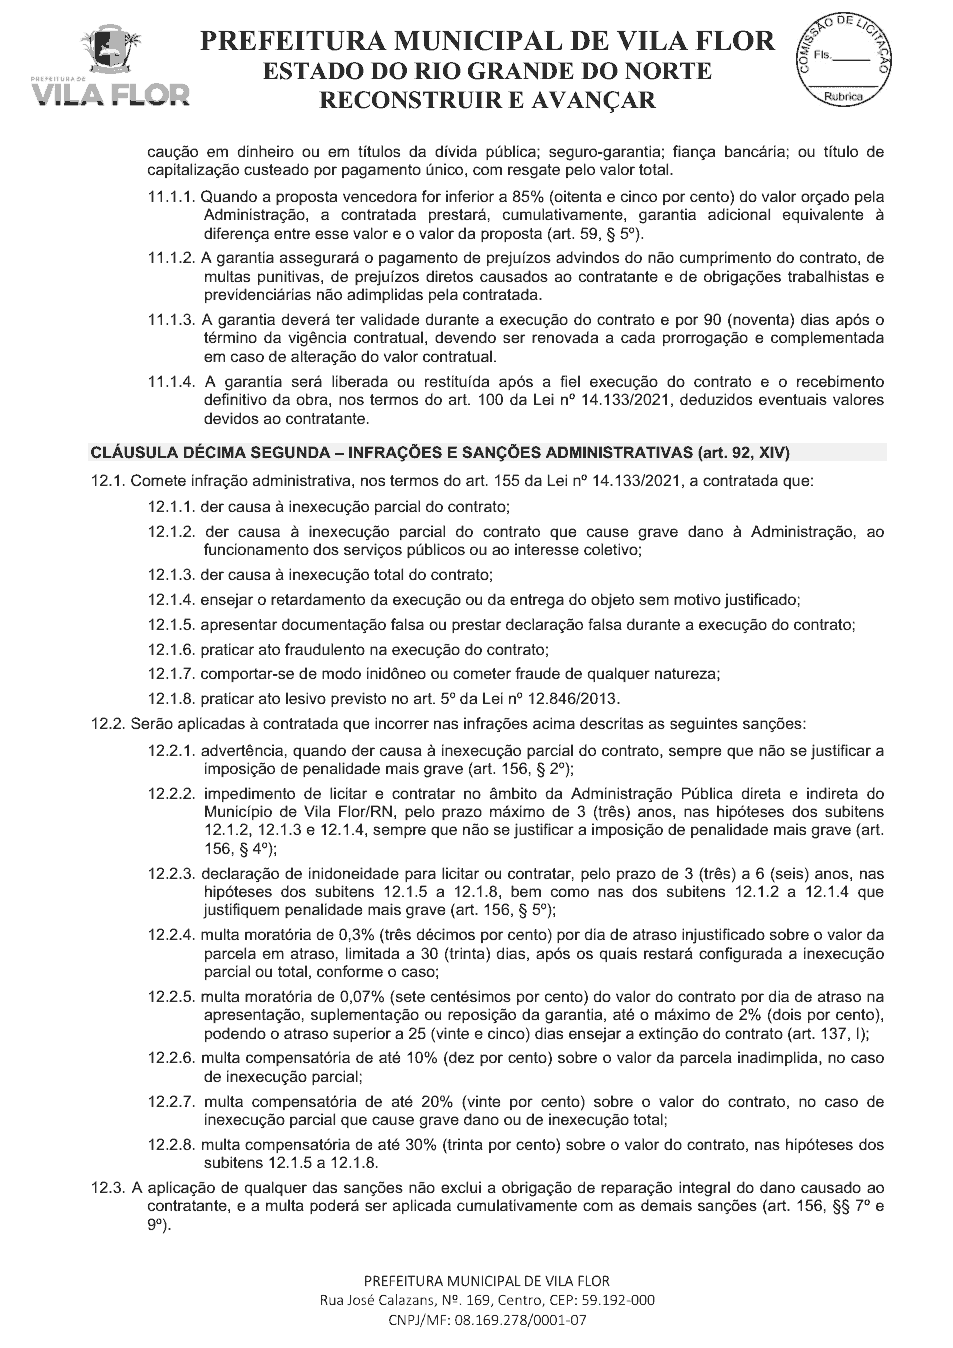 PREFEITURA DE
VILA FLOR
PREFEITURA MUNICIPAL DE VILA FLOR
ESTADO DO RIO GRANDE DO NORTE
RECONSTRUIR E AVANÇAR
COMISSÃO DE LICITAÇÃO
Fls.
Rubrica
caução em dinheiro ou em títulos da dívida pública; seguro-garantia; fiança bancária; ou título de
capitalização custeado por pagamento único, com resgate pelo valor total.
11.1.1. Quando a proposta vencedora for inferior a 85% (oitenta e cinco por cento) do valor orçado pela
Administração, a contratada prestará, cumulativamente, garantia adicional equivalente à
diferença entre esse valor e o valor da proposta (art. 59, § 5º).
11.1.2. A garantia assegurará o pagamento de prejuízos advindos do não cumprimento do contrato, de
multas punitivas, de prejuízos diretos causados ao contratante e de obrigações trabalhistas e
previdenciárias não adimplidas pela contratada.
11.1.3. A garantia deverá ter validade durante a execução do contrato e por 90 (noventa) dias após o
término da vigência contratual, devendo ser renovada a cada prorrogação e complementada
em caso de alteração do valor contratual.
11.1.4. A garantia será liberada ou restituída após a fiel execução do contrato e o recebimento
definitivo da obra, nos termos do art. 100 da Lei nº 14.133/2021, deduzidos eventuais valores
devidos ao contratante.
CLÁUSULA DÉCIMA SEGUNDA – INFRAÇÕES E SANÇÕES ADMINISTRATIVAS (art. 92, XIV)
12.1. Comete infração administrativa, nos termos do art. 155 da Lei nº 14.133/2021, a contratada que:
12.1.1. der causa à inexecução parcial do contrato;
12.1.2. der causa à inexecução parcial do contrato que cause grave dano à Administração, ao
funcionamento dos serviços públicos ou ao interesse coletivo;
12.1.3. der causa à inexecução total do contrato;
12.1.4. ensejar o retardamento da execução ou da entrega do objeto sem motivo justificado;
12.1.5. apresentar documentação falsa ou prestar declaração falsa durante a execução do contrato;
12.1.6. praticar ato fraudulento na execução do contrato;
12.1.7. comportar-se de modo inidôneo ou cometer fraude de qualquer natureza;
12.1.8. praticar ato lesivo previsto no art. 5º da Lei nº 12.846/2013.
12.2. Serão aplicadas à contratada que incorrer nas infrações acima descritas as seguintes sanções:
12.2.1. advertência, quando der causa à inexecução parcial do contrato, sempre que não se justificar a
imposição de penalidade mais grave (art. 156, § 2º);
12.2.2. impedimento de licitar e contratar no âmbito da Administração Pública direta e indireta do
Município de Vila Flor/RN, pelo prazo máximo de 3 (três) anos, nas hipóteses dos subitens
12.1.2, 12.1.3 e 12.1.4, sempre que não se justificar a imposição de penalidade mais grave (art.
156, § 4º);
12.2.3. declaração de inidoneidade para licitar ou contratar, pelo prazo de 3 (três) a 6 (seis) anos, nas
hipóteses dos subitens 12.1.5 a 12.1.8, bem como nas dos subitens 12.1.2 a 12.1.4 que
justifiquem penalidade mais grave (art. 156, § 5º);
12.2.4. multa moratória de 0,3% (três décimos por cento) por dia de atraso injustificado sobre o valor da
parcela em atraso, limitada a 30 (trinta) dias, após os quais restará configurada a inexecução
parcial ou total, conforme o caso;
12.2.5. multa moratória de 0,07% (sete centésimos por cento) do valor do contrato por dia de atraso na
apresentação, suplementação ou reposição da garantia, até o máximo de 2% (dois por cento),
podendo o atraso superior a 25 (vinte e cinco) dias ensejar a extinção do contrato (art. 137, I);
12.2.6. multa compensatória de até 10% (dez por cento) sobre o valor da parcela inadimplida, no caso
de inexecução parcial;
12.2.7. multa compensatória de até 20% (vinte por cento) sobre o valor do contrato, no caso de
inexecução parcial que cause grave dano ou de inexecução total;
12.2.8. multa compensatória de até 30% (trinta por cento) sobre o valor do contrato, nas hipóteses dos
subitens 12.1.5 a 12.1.8.
12.3. A aplicação de qualquer das sanções não exclui a obrigação de reparação integral do dano causado ao
contratante, e a multa poderá ser aplicada cumulativamente com as demais sanções (art. 156, §§ 7º e
9º).
PREFEITURA MUNICIPAL DE VILA FLOR
Rua José Calazans, Nº. 169, Centro, CEP: 59.192-000
CNPJ/MF: 08.169.278/0001-07